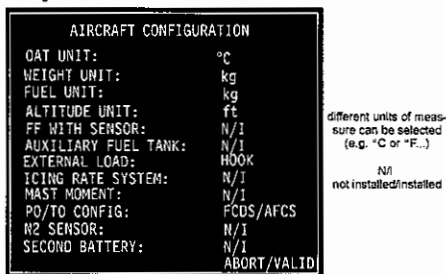 AIRCRAFT CONFIGURATION
OAT UNIT: °C
WEIGHT UNIT: kg
FUEL UNIT: kg
ALTITUDE UNIT: ft
FF WITH SENSOR: N/I
AUXILIARY FUEL TANK: N/I
EXTERNAL LOAD: HOOK
ICING RATE SYSTEM: N/I
MAST MOMENT: N/I
PO/TO CONFIG: FCDS/AFCS
N2 SENSOR: N/I
SECOND BATTERY: N/I
ABORT/VALID
different units of meas-
sure can be selected
(e.g. °C or °F...)
N/I
not installed/installed